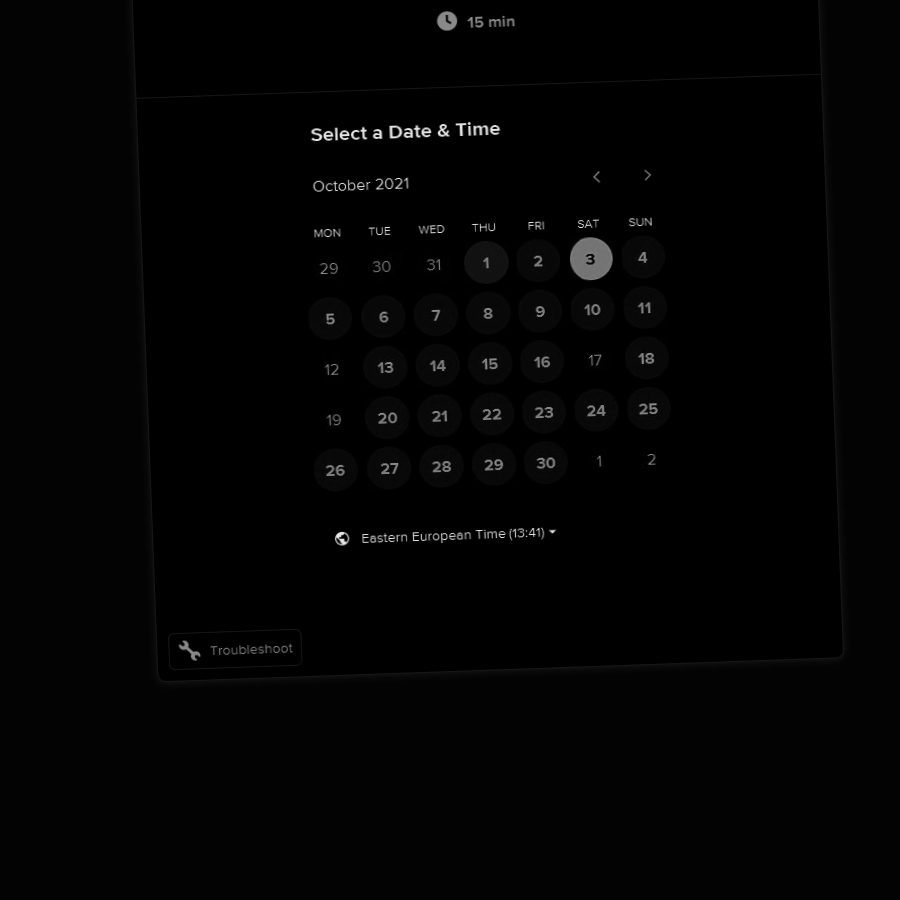 15 min
Select a Date & Time
October 2021
MON TUE WED THU FRI SAT SUN
29 30 31 1 2 3 4
5 6 7 8 9 10 11
12 13 14 15 16 17 18
19 20 21 22 23 24 25
26 27 28 29 30 1 2
Eastern European Time (13:41)
Troubleshoot